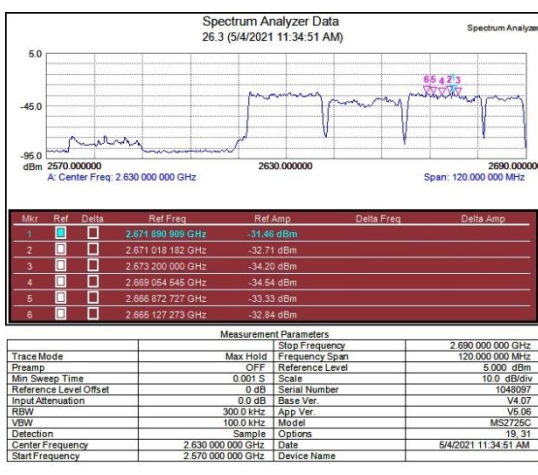 Spectrum Analyzer Data
Spectrum Analyzer
26.3 (5/4/2021 11:34:51 AM)
5.0
6 5 4 2 1 3
-45.0
-95.0
dBm 2570.000000 2630.000000 2690.000000
A: Center Freq: 2.630 000 000 GHz Span: 120.000 000 MHz
Mkr Ref Delta Ref Freq Ref Amp Delta Freq Delta Amp
1 2.671 890 909 GHz -31.46 dBm
2 2.671 018 182 GHz -32.71 dBm
3 2.673 200 000 GHz -34.20 dBm
4 2.669 054 545 GHz -34.54 dBm
5 2.666 872 727 GHz -33.33 dBm
6 2.665 127 273 GHz -32.84 dBm
Measurement Parameters
Stop Frequency 2.690 000 000 GHz
Trace Mode Max Hold Frequency Span 120.000 000 MHz
Preamp OFF Reference Level 5.000 dBm
Min Sweep Time 0.001 S Scale 10.0 dB/div
Reference Level Offset 0 dB Serial Number 1048097
Input Attenuation 0.0 dB Base Ver. V4.07
RBW 300.0 kHz App Ver. V5.06
VBW 100.0 kHz Model MS2725C
Detection Sample Options 19, 31
Center Frequency 2.630 000 000 GHz Date 5/4/2021 11:34:51 AM
Start Frequency 2.570 000 000 GHz Device Name